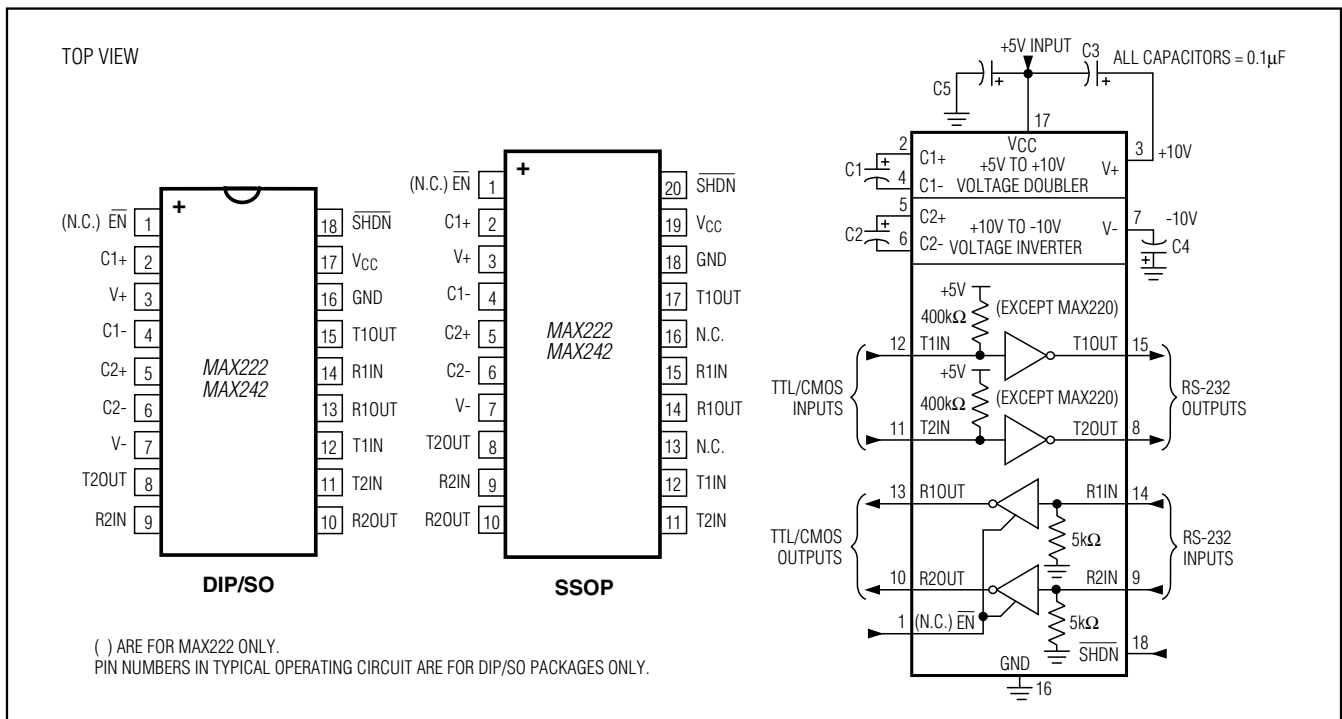 TOP VIEW
DIP/SO
+
(N.C.) EN 1
C1+ 2
V+ 3
C1- 4
C2+ 5
C2- 6
V- 7
T2OUT 8
R2IN 9
MAX222
MAX242
18 SHDN
17 VCC
16 GND
15 T1OUT
14 R1IN
13 R1OUT
12 T1IN
11 T2IN
10 R2OUT
SSOP
+
(N.C.) EN 1
C1+ 2
V+ 3
C1- 4
C2+ 5
C2- 6
V- 7
T2OUT 8
R2IN 9
R2OUT 10
MAX222
MAX242
20 SHDN
19 VCC
18 GND
17 T1OUT
16 N.C.
15 R1IN
14 R1OUT
13 N.C.
12 T1IN
11 T2IN
( ) ARE FOR MAX222 ONLY.
PIN NUMBERS IN TYPICAL OPERATING CIRCUIT ARE FOR DIP/SO PACKAGES ONLY.
+5V INPUT
C3
ALL CAPACITORS = 0.1μF
C5
+
+
17
VCC
C1
+
2 C1+
4 C1-
+5V TO +10V
VOLTAGE DOUBLER
V+ 3 +10V
C2
+
5 C2+
6 C2-
+10V TO -10V
VOLTAGE INVERTER
V- 7 -10V
+
C4
+5V
400kΩ
(EXCEPT MAX220)
12 T1IN
T1OUT 15
+5V
400kΩ
(EXCEPT MAX220)
TTL/CMOS
INPUTS
RS-232
OUTPUTS
11 T2IN
T2OUT 8
13 R1OUT
R1IN 14
5kΩ
TTL/CMOS
OUTPUTS
RS-232
INPUTS
10 R2OUT
R2IN 9
5kΩ
1 (N.C.) EN
SHDN 18
GND
16